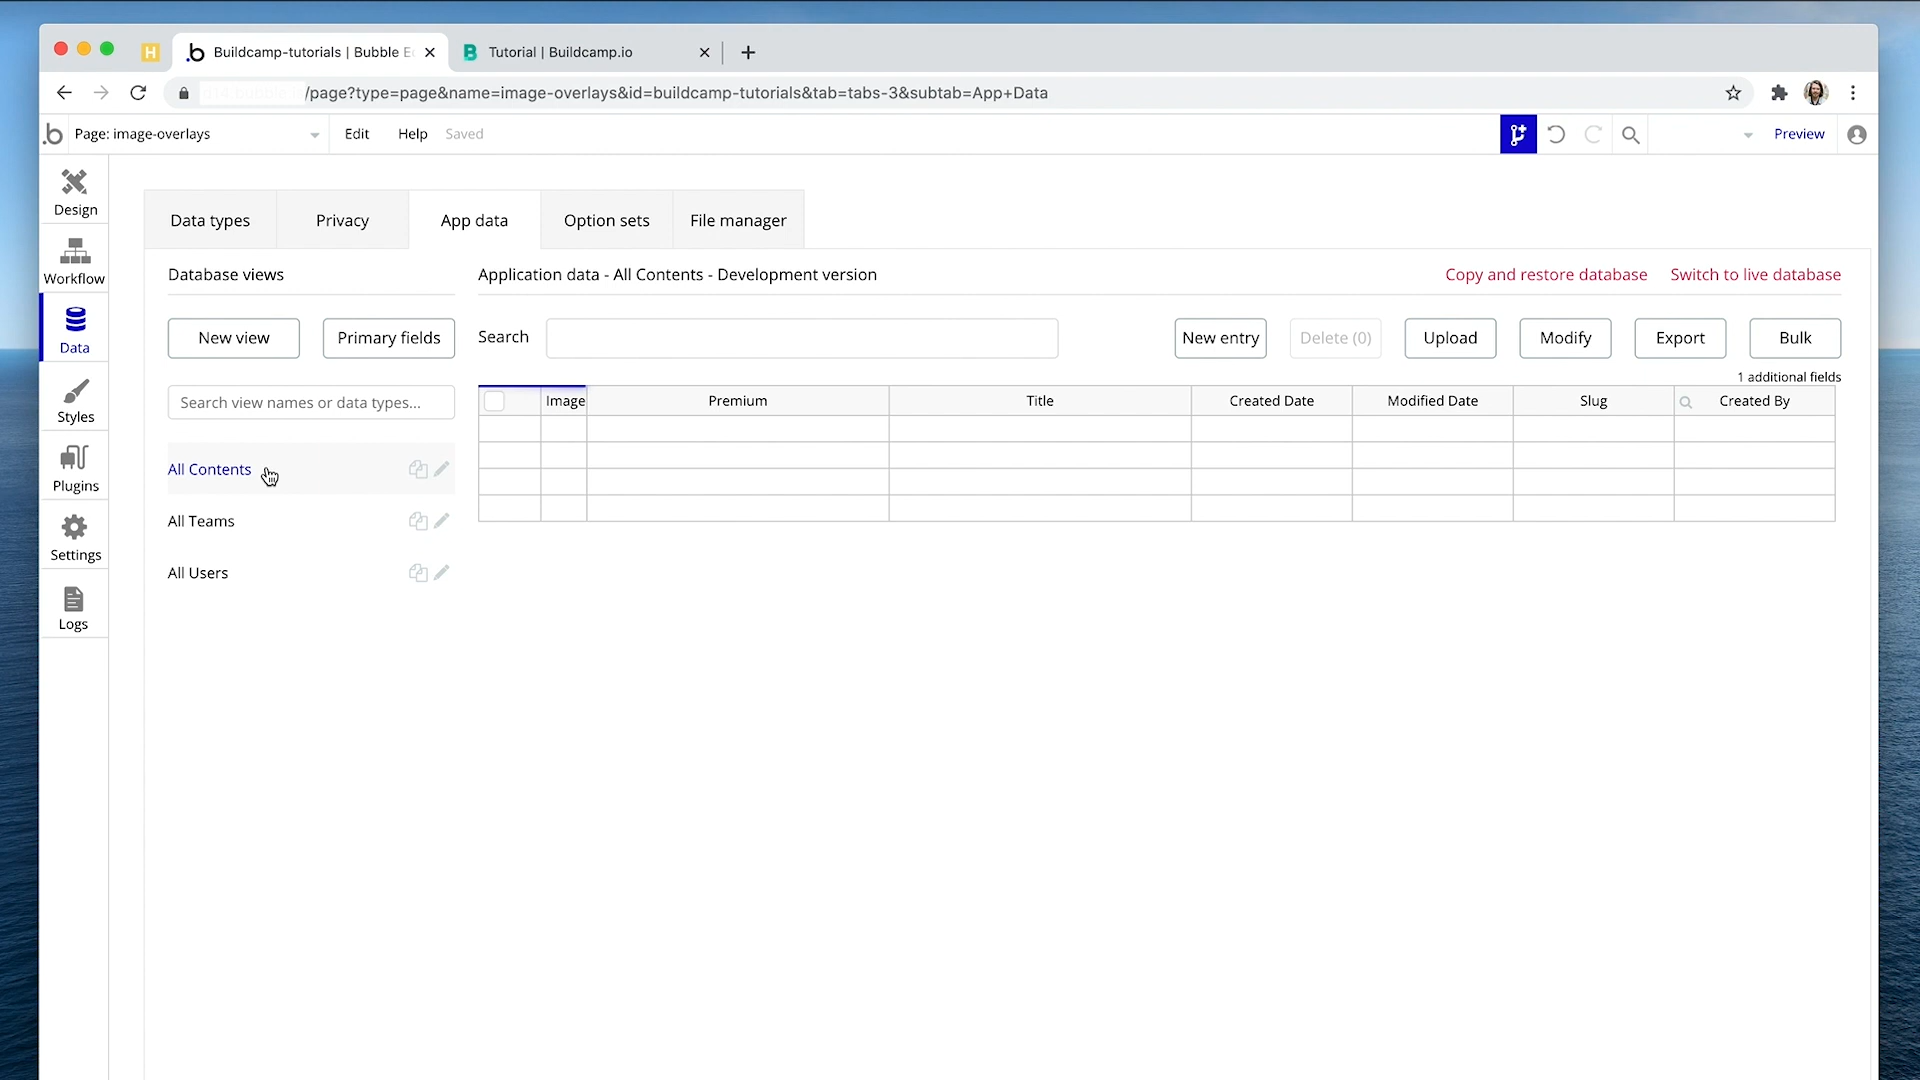 H
Buildcamp-tutorials | Bubble E
Tutorial | Buildcamp.io
/page?type=page&name=image-overlays&id=buildcamp-tutorials&tab=tabs-3&subtab=App+Data
Page: image-overlays
Edit
Help
Saved
Preview
Design
Workflow
Data
Styles
Plugins
Settings
Logs
Data types
Privacy
App data
Option sets
File manager
Database views
Application data - All Contents - Development version
Copy and restore database
Switch to live database
New view
Primary fields
Search
New entry
Delete (0)
Upload
Modify
Export
Bulk
1 additional fields
Search view names or data types...
Image
Premium
Title
Created Date
Modified Date
Slug
Created By
All Contents
All Teams
All Users